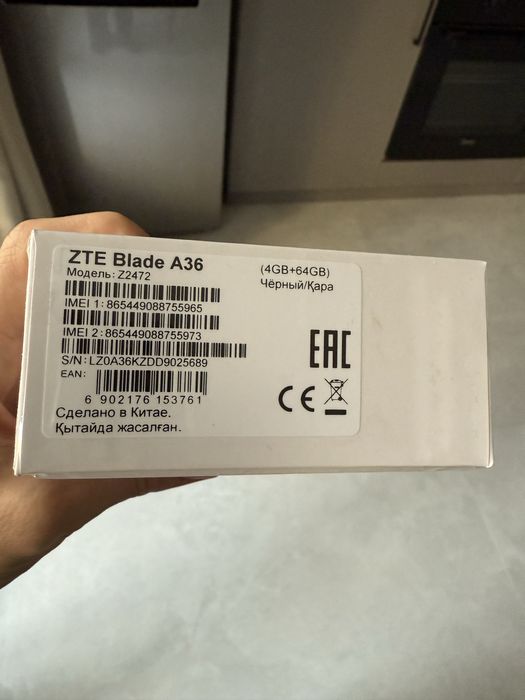 ZTE Blade A36
(4GB+64GB)
Модель: Z2472
Чёрный/Қара
IMEI 1: 865449088755965
IMEI 2: 865449088755973
S/N: LZ0A36KZDD9025689
EAN:
6 902176 153761
Сделано в Китае.
Қытайда жасалған.
EAC
CE